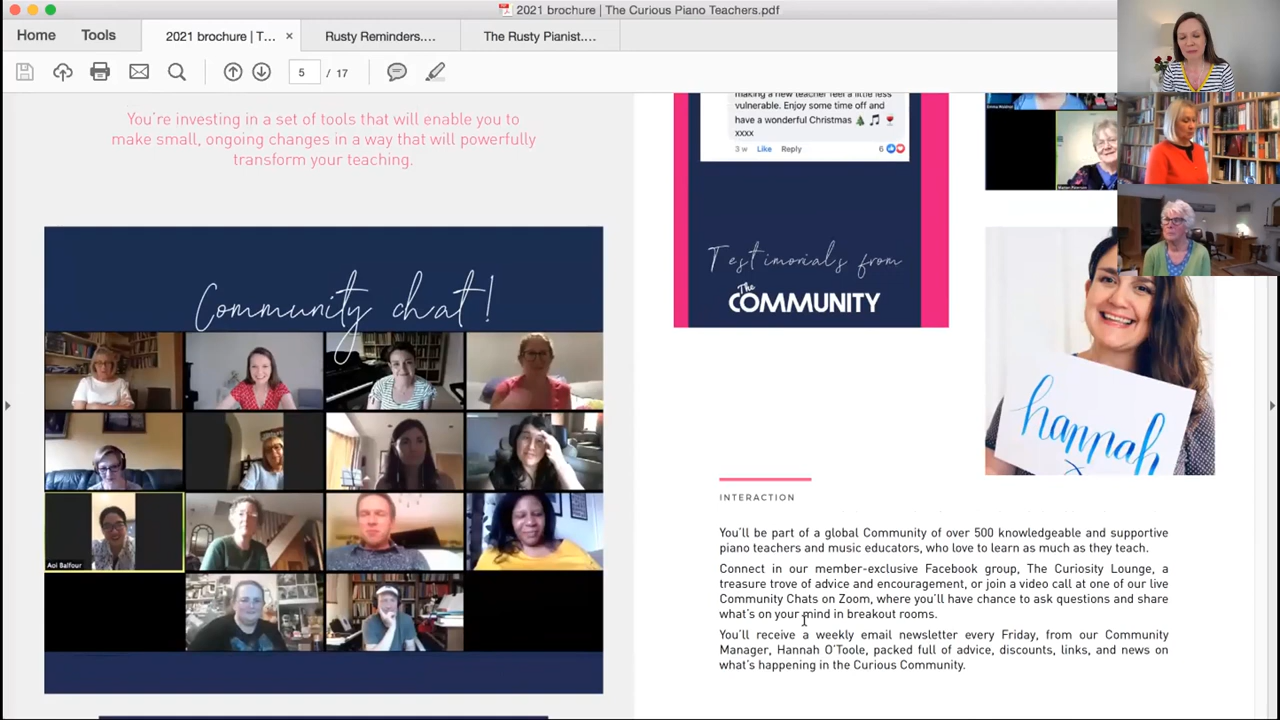 2021 brochure | The Curious Piano Teachers.pdf
Home
Tools
2021 brochure | T... ×
Rusty Reminders....
The Rusty Pianist....
5 / 17
You're investing in a set of tools that will enable you to
make small, ongoing changes in a way that will powerfully
transform your teaching.
Community chat!
Aoi Balfour
making a new teacher feel a little less
vulnerable. Enjoy some time off and
have a wonderful Christmas 🎄 🎵 🍷
xxxx
3 w Like Reply 6
Testimonials from
The
COMMUNITY
hannah
INTERACTION
You'll be part of a global Community of over 500 knowledgeable and supportive
piano teachers and music educators, who love to learn as much as they teach.
Connect in our member-exclusive Facebook group, The Curiosity Lounge, a
treasure trove of advice and encouragement, or join a video call at one of our live
Community Chats on Zoom, where you'll have chance to ask questions and share
what's on your mind in breakout rooms.
You'll receive a weekly email newsletter every Friday, from our Community
Manager, Hannah O'Toole, packed full of advice, discounts, links, and news on
what's happening in the Curious Community.